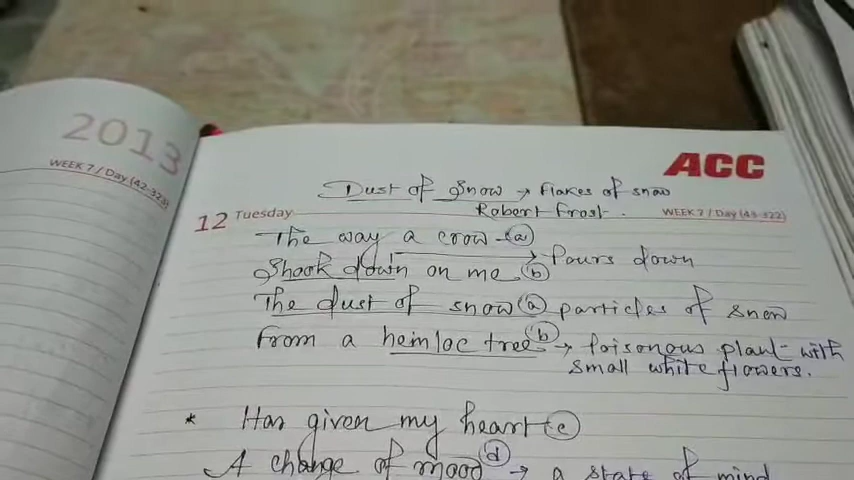 2013
WEEK 7 / Day (42-323)
ACC
Dust of Snow → flakes of snow
12 Tuesday
Robert Frost.
WEEK 7 / Day (43-322)
The way a crow - (a)
Shook down on me (b) → Pours down
The dust of snow (a) particles of snow
From a hemloc tree (b) → Poisonous plant with
small white flowers.
* Has given my heart (c)
A change of mood (d) → a state of mind